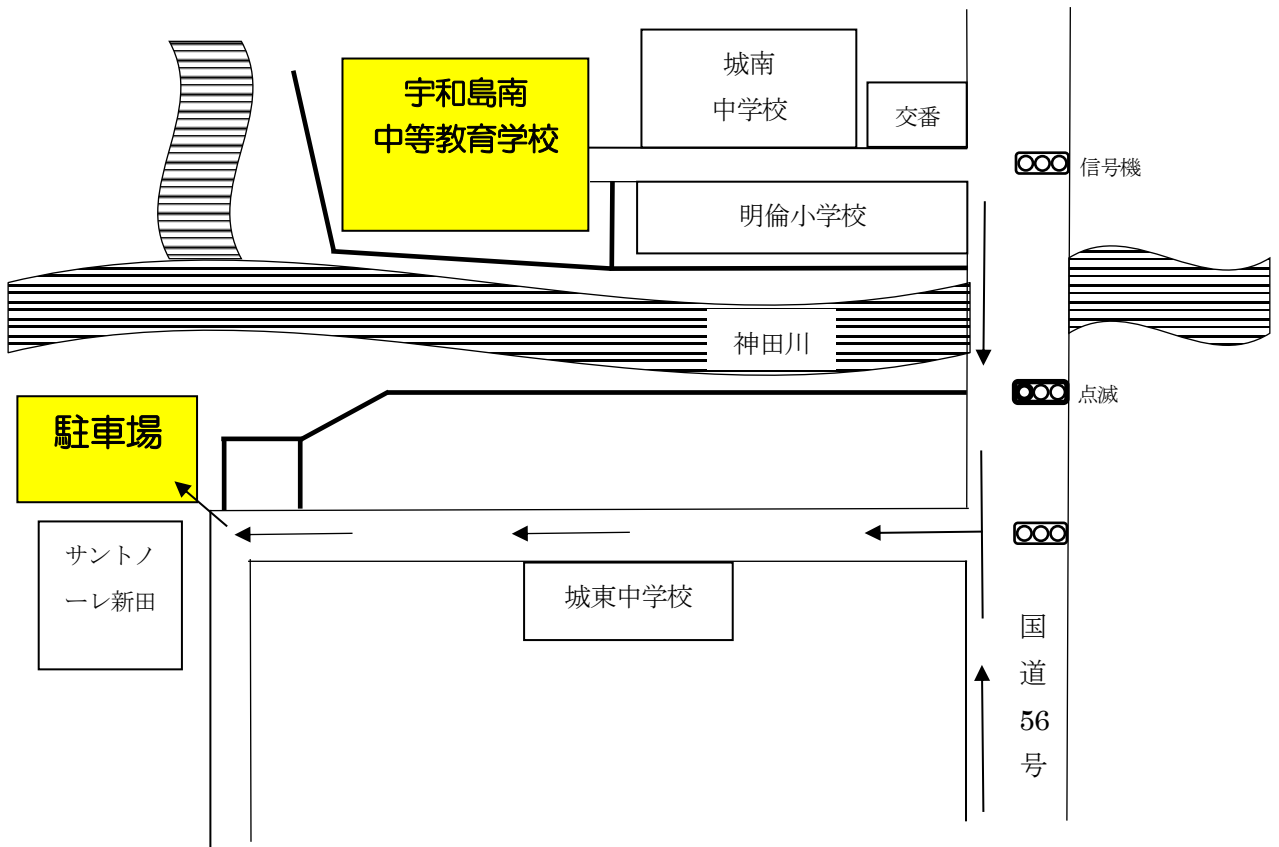 宇和島南
中等教育学校
城南
中学校
交番
信号機
明倫小学校
神田川
点滅
駐車場
サントノ
ーレ新田
城東中学校
国
道
56
号